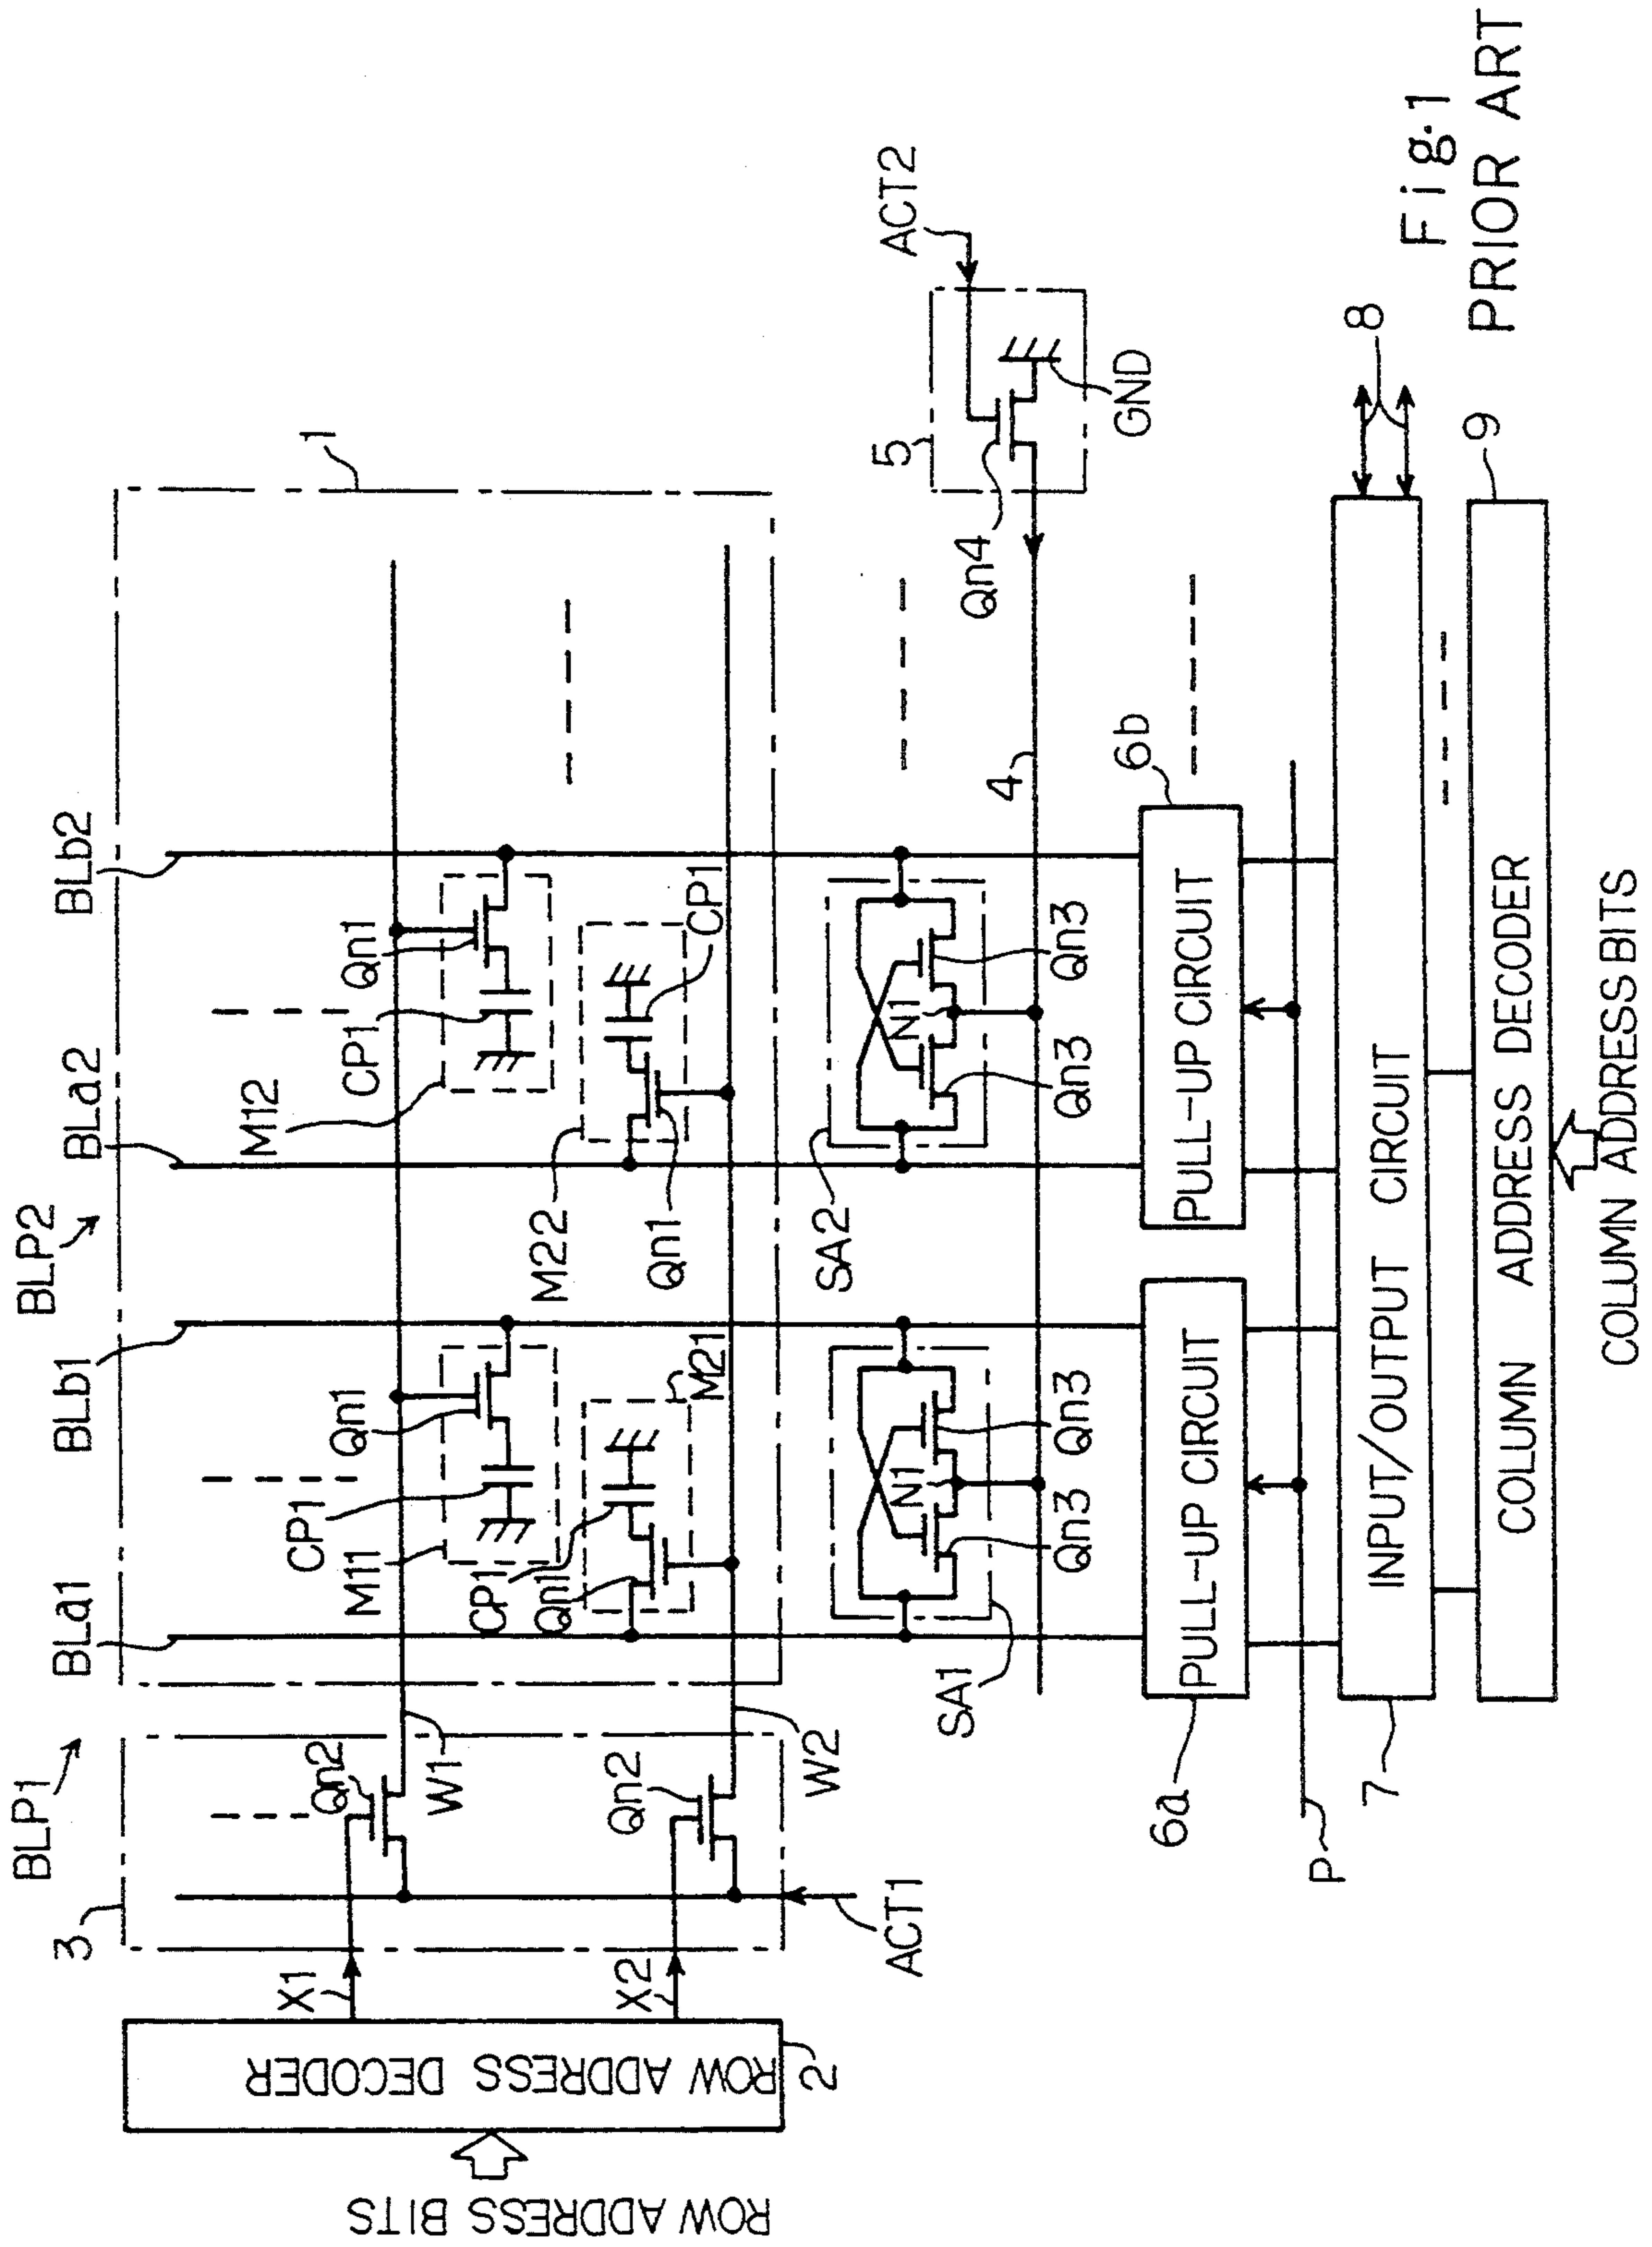 BLP1
BLa1
BLb1
BLP2
BLa2
BLb2
1
3
X1
Qn2
W1
M11
CP1
Qn1
M12
CP1
Qn1
CP1
Qn1
M21
M22
Qn1
CP1
X2
Qn2
W2
ROW ADDRESS DECODER
2
ROW ADDRESS BITS
ACT1
SA1
N1
Qn3
Qn3
SA2
N1
Qn3
Qn3
4
5
Qn4
ACT2
GND
6a
PULL-UP CIRCUIT
PULL-UP CIRCUIT
6b
P
7
INPUT/OUTPUT CIRCUIT
8
COLUMN ADDRESS DECODER
9
COLUMN ADDRESS BITS
Fig.1
PRIOR ART